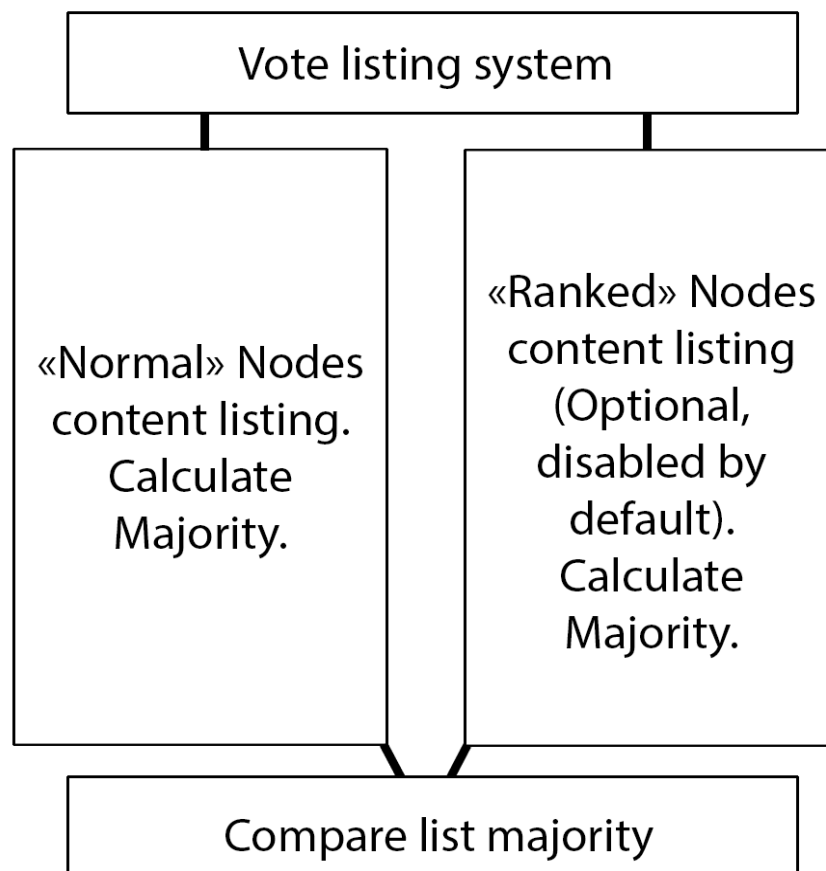 Vote listing system
«Normal» Nodes
content listing.
Calculate
Majority.
«Ranked» Nodes
content listing
(Optional,
disabled by
default).
Calculate
Majority.
Compare list majority